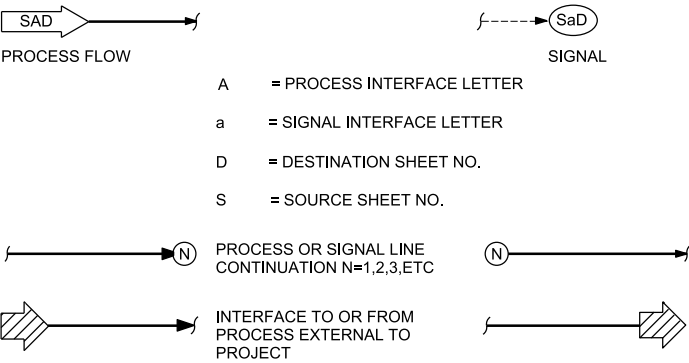 SAD
SaD
PROCESS FLOW
SIGNAL
A = PROCESS INTERFACE LETTER
a = SIGNAL INTERFACE LETTER
D = DESTINATION SHEET NO.
S = SOURCE SHEET NO.
N
PROCESS OR SIGNAL LINE
CONTINUATION N=1,2,3,ETC
N
INTERFACE TO OR FROM
PROCESS EXTERNAL TO
PROJECT